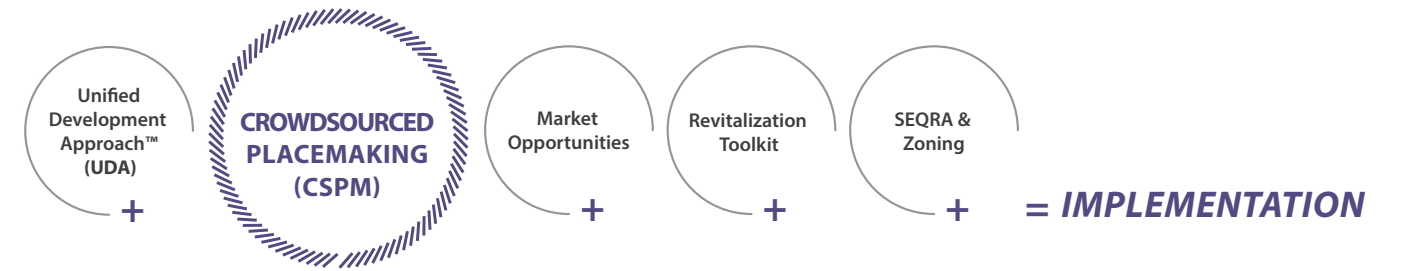 Unified
Development
Approach™
(UDA)
+
CROWDSOURCED
PLACEMAKING
(CSPM)
Market
Opportunities
+
Revitalization
Toolkit
+
SEQRA &
Zoning
+
= IMPLEMENTATION